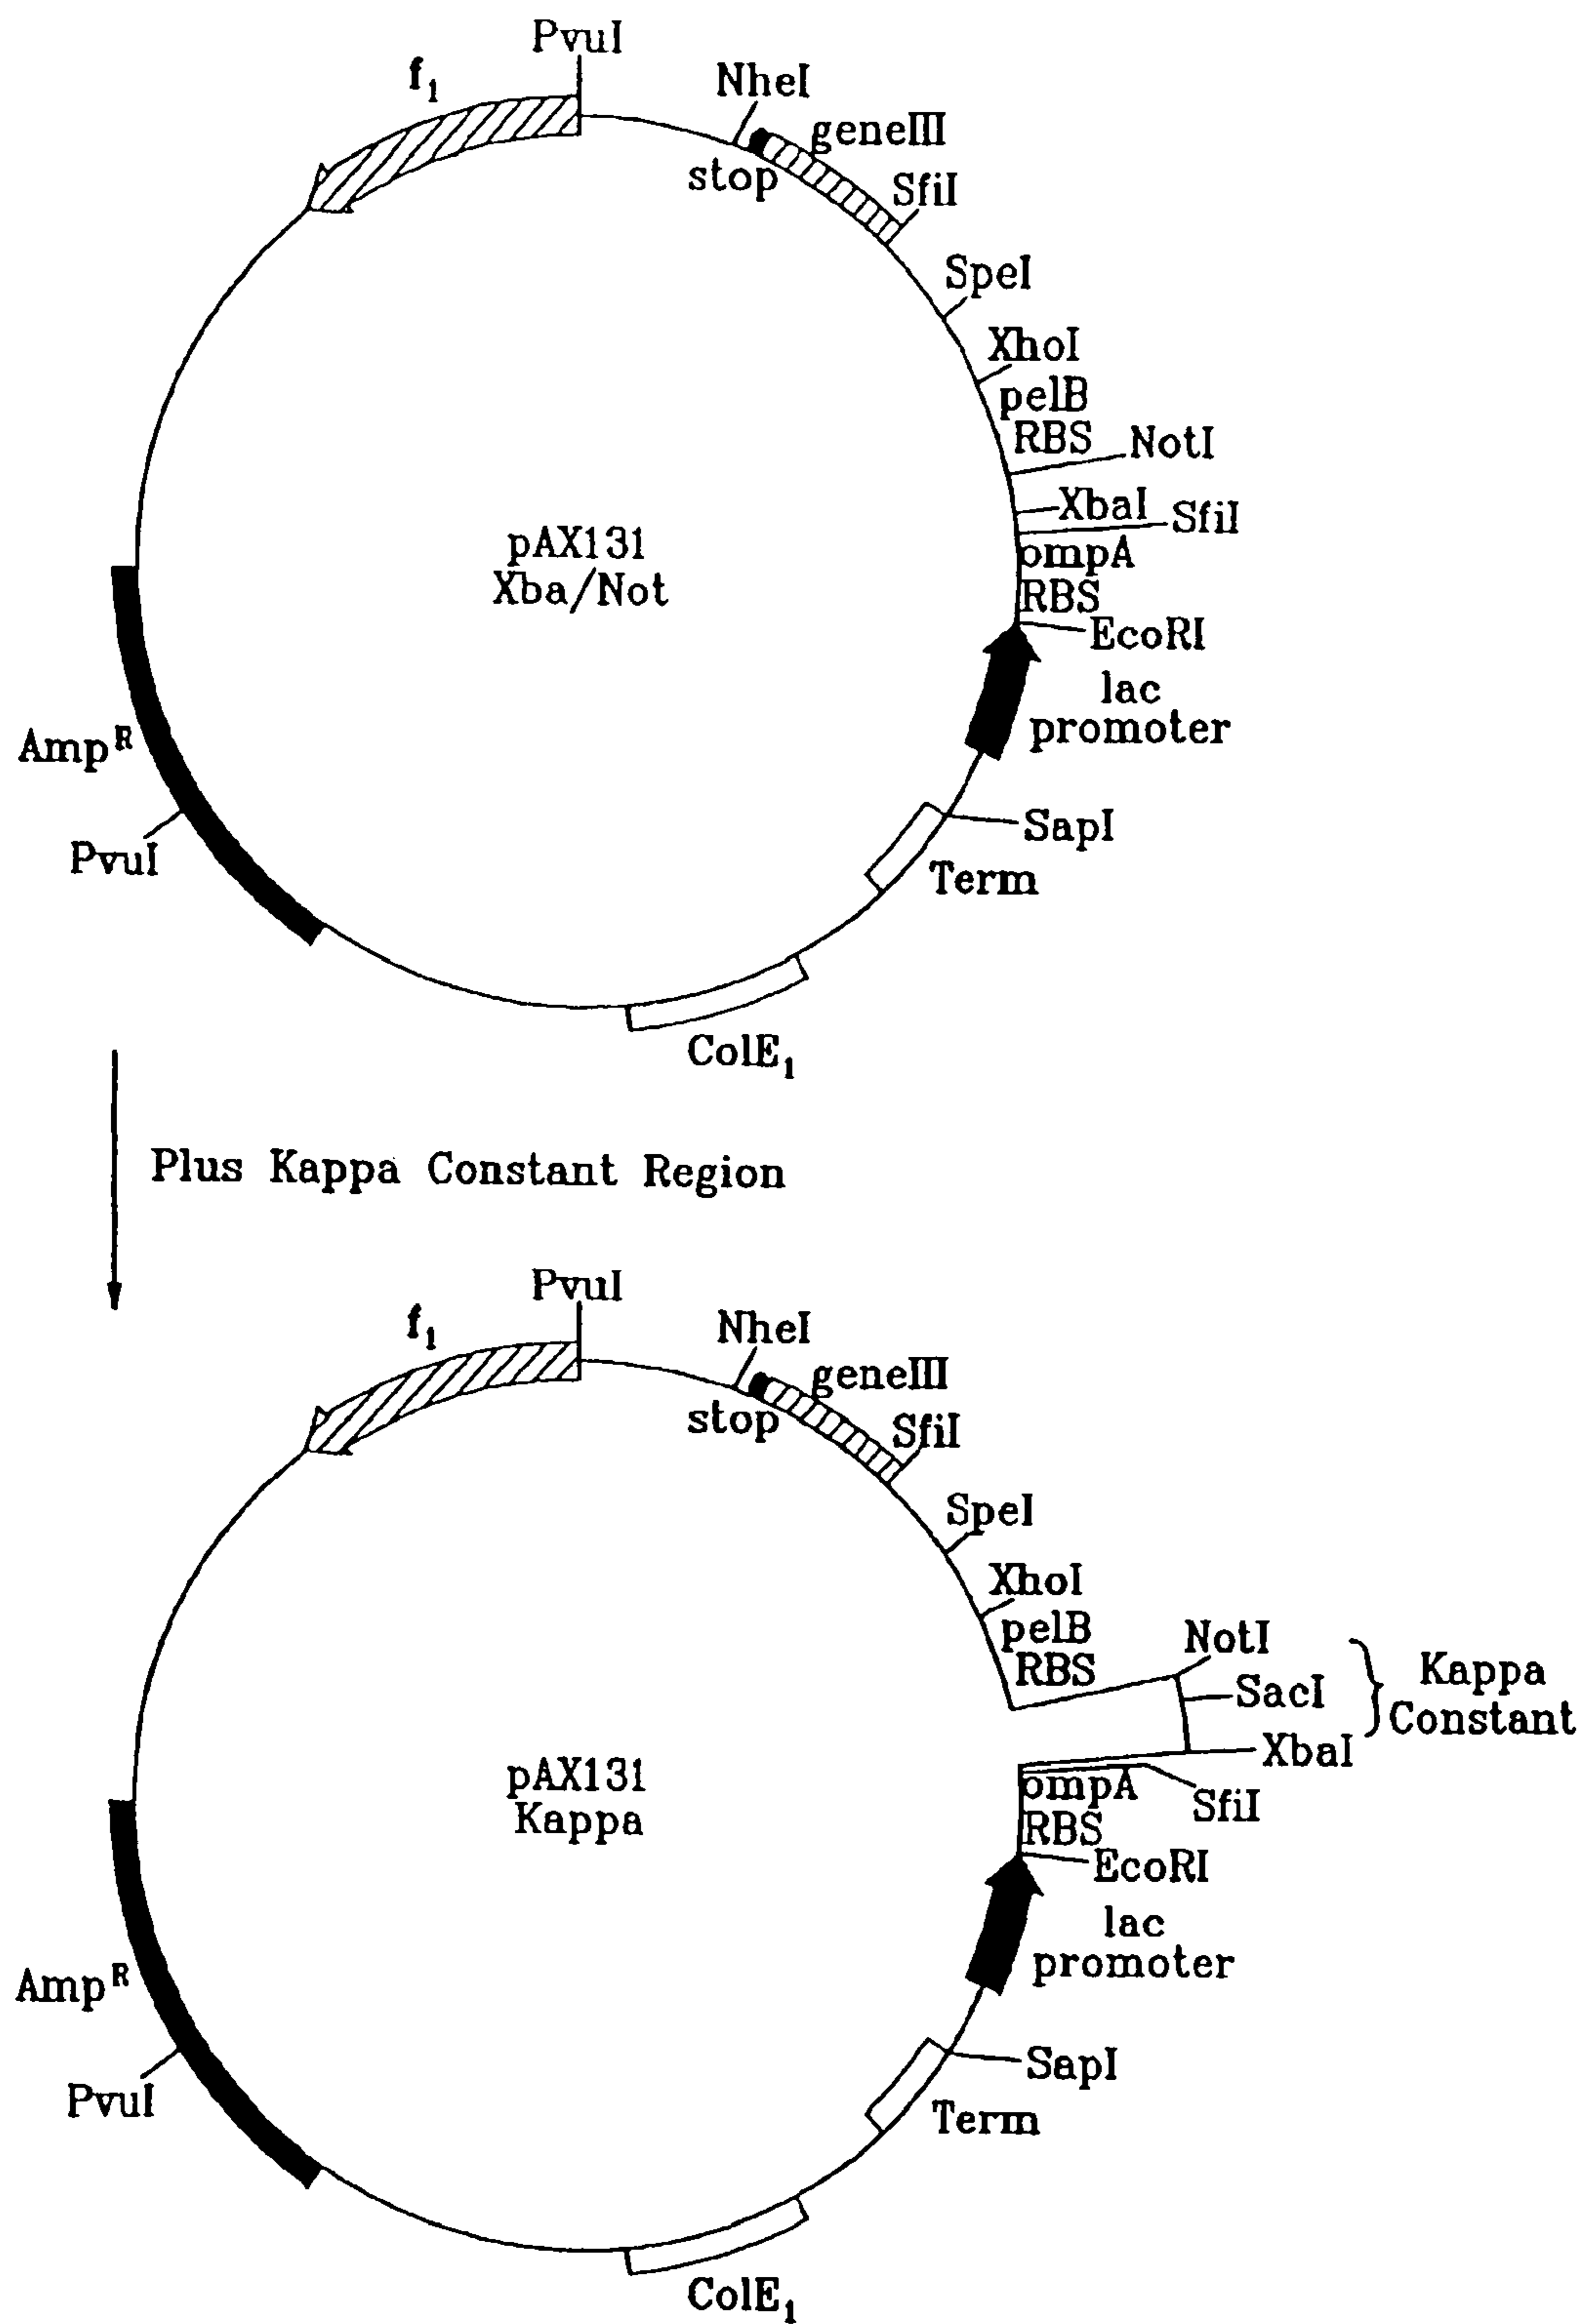 PvuI
f1
NheI
geneIII
stop
SfiI
SpeI
XhoI
pelB
RBS
NotI
XbaI
SfiI
pAX131
Xba/Not
ompA
RBS
EcoRI
lac
promoter
AmpR
SapI
PvuI
Term
ColE1
Plus Kappa Constant Region
PvuI
f1
NheI
geneIII
stop
SfiI
SpeI
XhoI
pelB
RBS
NotI
SacI
Kappa
Constant
XbaI
pAX131
Kappa
ompA
SfiI
RBS
EcoRI
lac
promoter
AmpR
SapI
PvuI
Term
ColE1